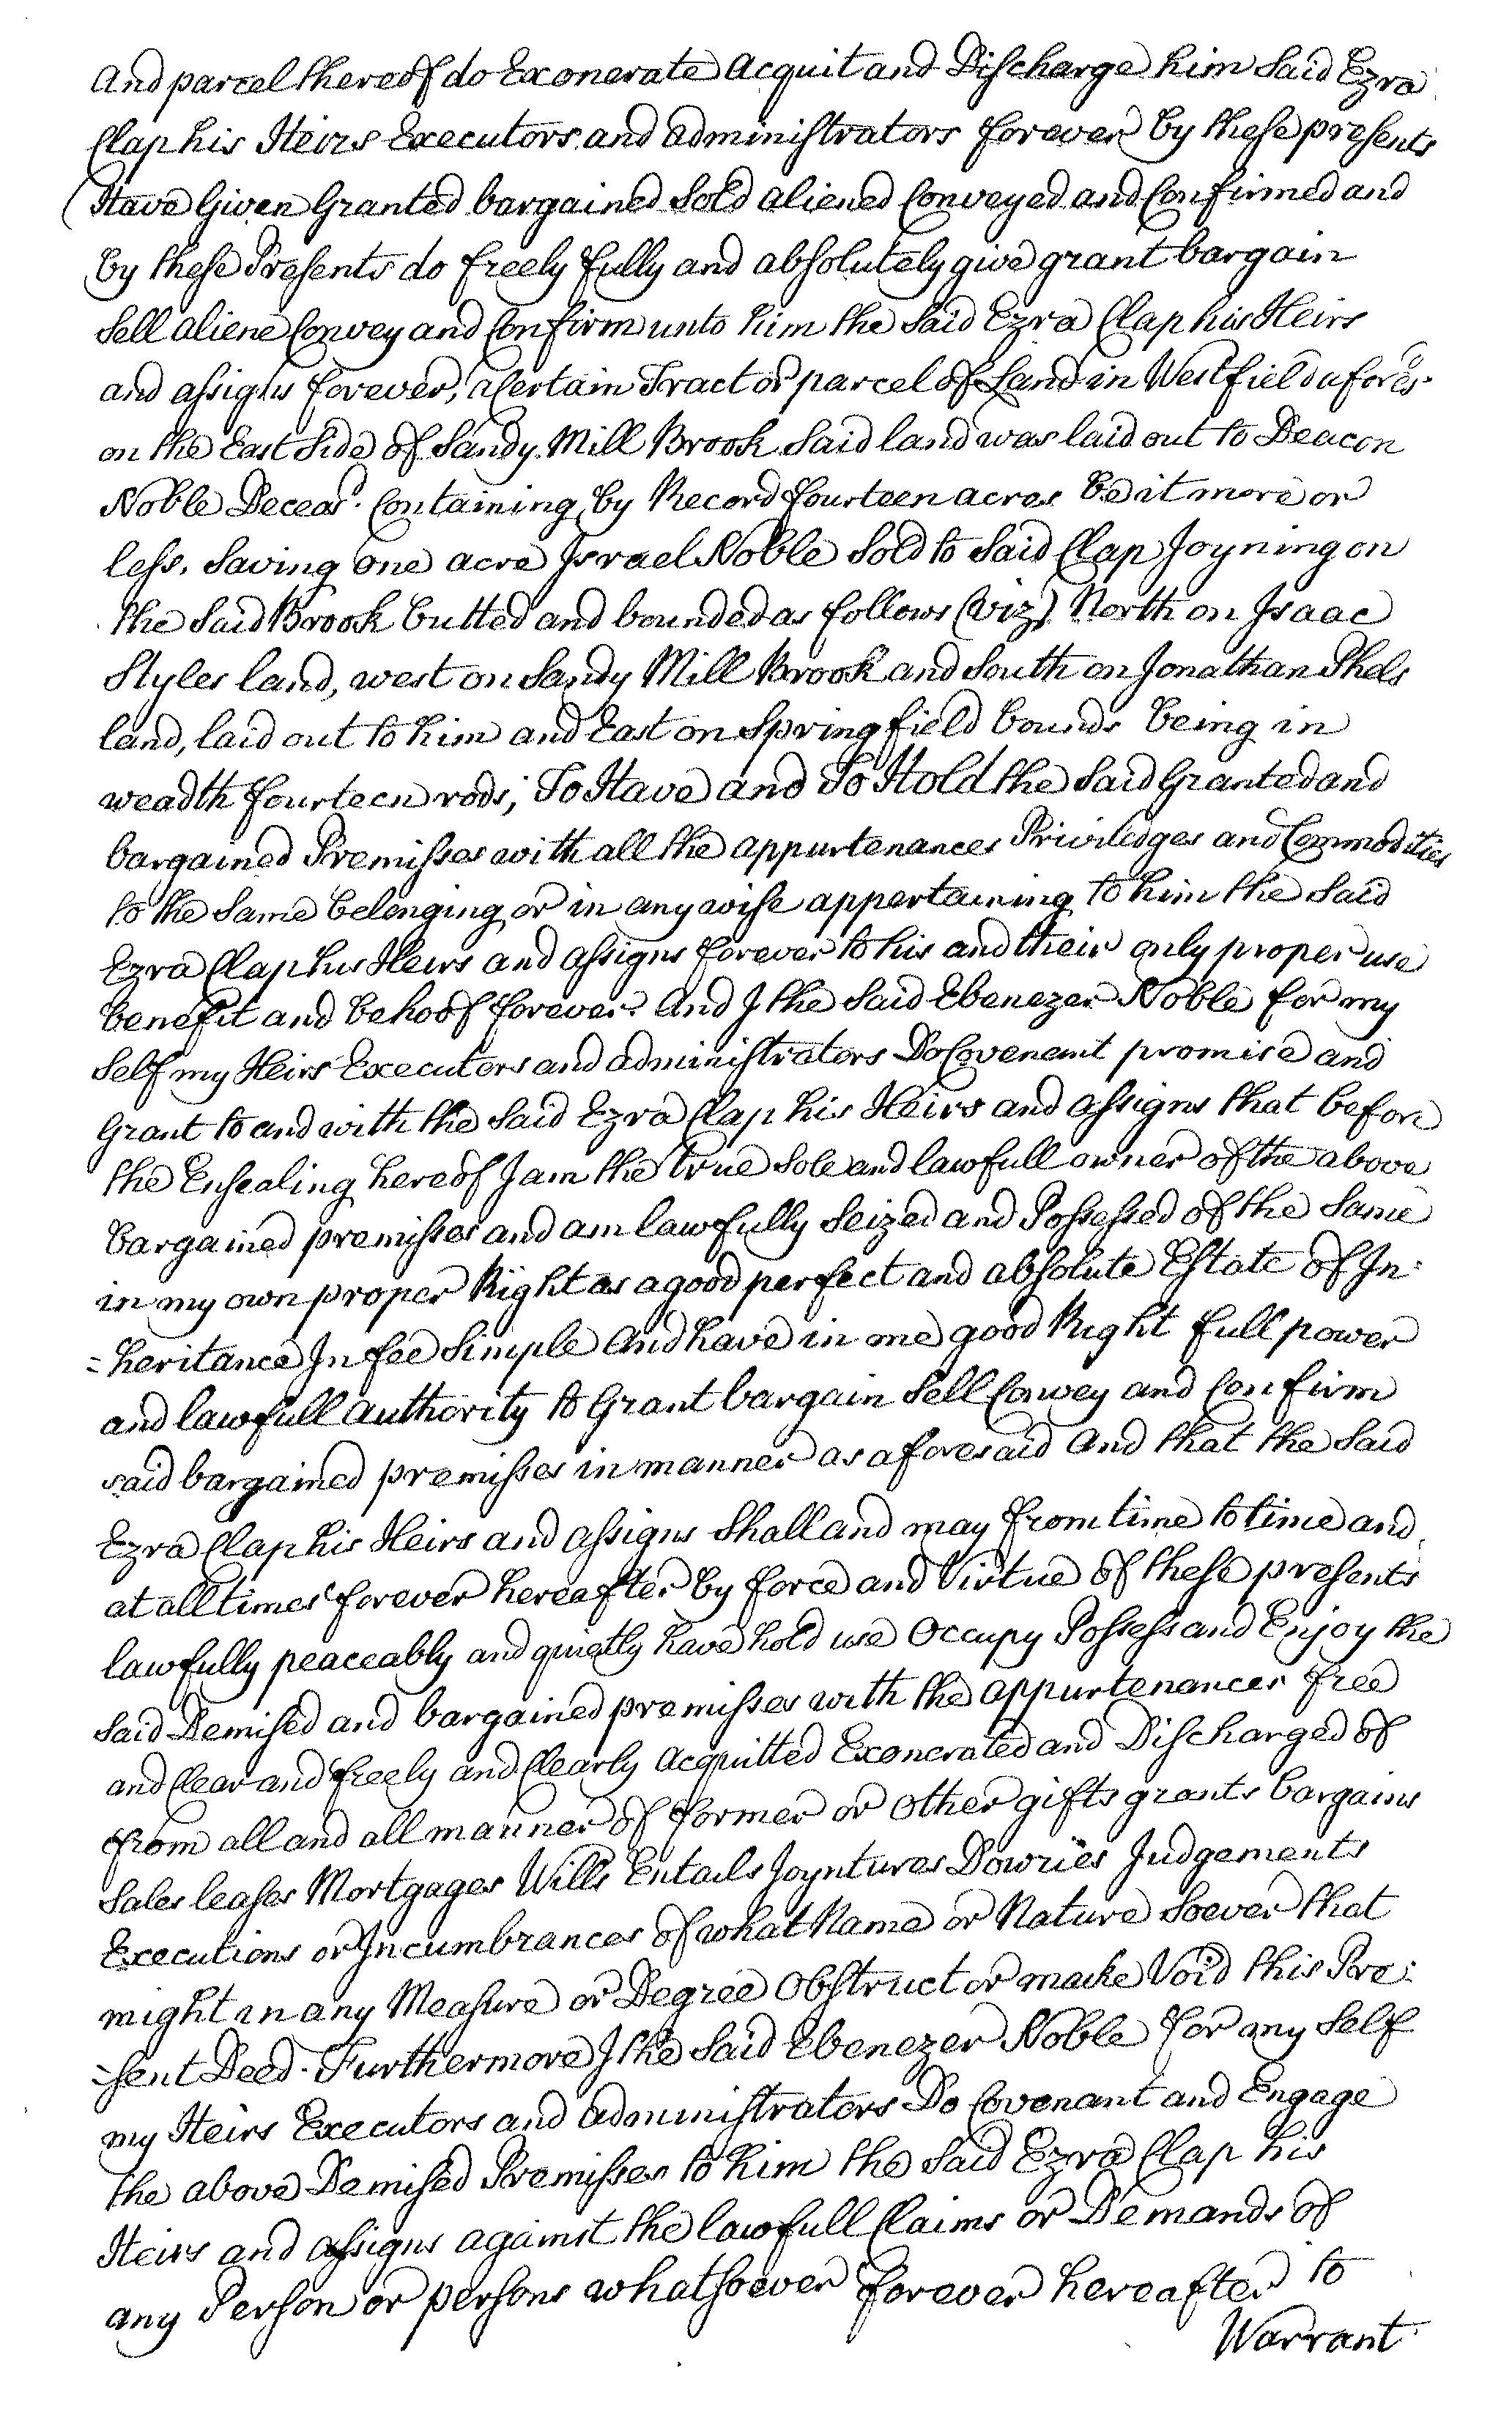 And parcel thereof do Exonerate Acquit and Discharge him Said Ezra
Clap his Heirs Executors and administrators forever by these presents
Have Given Granted bargained Sold aliened Conveyed and Confirmed and
by these Presents do freely fully and absolutely give grant bargain
Sell aliene Convey and Confirm unto him the Said Ezra Clap his Heirs
and assigns forever, a Certain Tract or parcel of Land in Westfield afores.d
on the East Side of Sandy Mill Brook Said land was laid out to Deacon
Noble Deceas.d Containing by Record fourteen acres be it more or
less, Saving one acre Israel Noble Sold to Said Clap Joyning on
the Said Brook butted and bounded as follows (viz) North on Isaac
Styles land, west on Sandy Mill Brook and South on Jonathan Phels
land, laid out to him and East on Springfield bounds being in
weadth fourteen rods; To Have and To Hold the Said Granted and
bargained Premisses with all the appurtenances Priviledges and Commodities
to the Same belonging or in any wise appertaining to him the Said
Ezra Clap his Heirs and assigns forever to his and their only proper use
benefit and behoof forever. And I the Said Ebenezer Noble for my
Self my Heirs Executors and administrators Do Covenant promise and
Grant to and with the Said Ezra Clap his Heirs and assigns that before
the Ensealing hereof I am the true Sole and lawfull owner of the above
bargained premisses and am lawfully Seized and Possessed of the Same
in my own proper Right as a good perfect and absolute Estate of In=
=heritance In fee Simple And have in me good Right full power
and lawfull authority to Grant bargain Sell Convey and Confirm
said bargained premisses in manner as aforesaid And that the Said
Ezra Clap his Heirs and assigns Shall and may from time to time and
at all times forever hereafter by force and Virtue of these presents
lawfully peaceably and quietly have hold use Occupy Possess and Enjoy the
Said Demised and bargained premisses with the appurtenances free
and Clear and freely and Clearly acquitted Exonerated and Discharged of
from all and all manner of former or other gifts grants bargains
Sales leases Mortgages Wills Entails Joyntures Dowries Judgements
Executions or Incumbrances of what Name or Nature Soever that
might in any Measure or Degree Obstruct or make Void this Pre=
=sent Deed. Furthermore I the Said Ebenezer Noble for my Self
my Heirs Executors and administrators Do Covenant and Engage
the above Demised Premisses to him the Said Ezra Clap his
Heirs and assigns against the lawfull Claims or Demands of
any Person or persons whatsoever forever hereafter to
Warrant